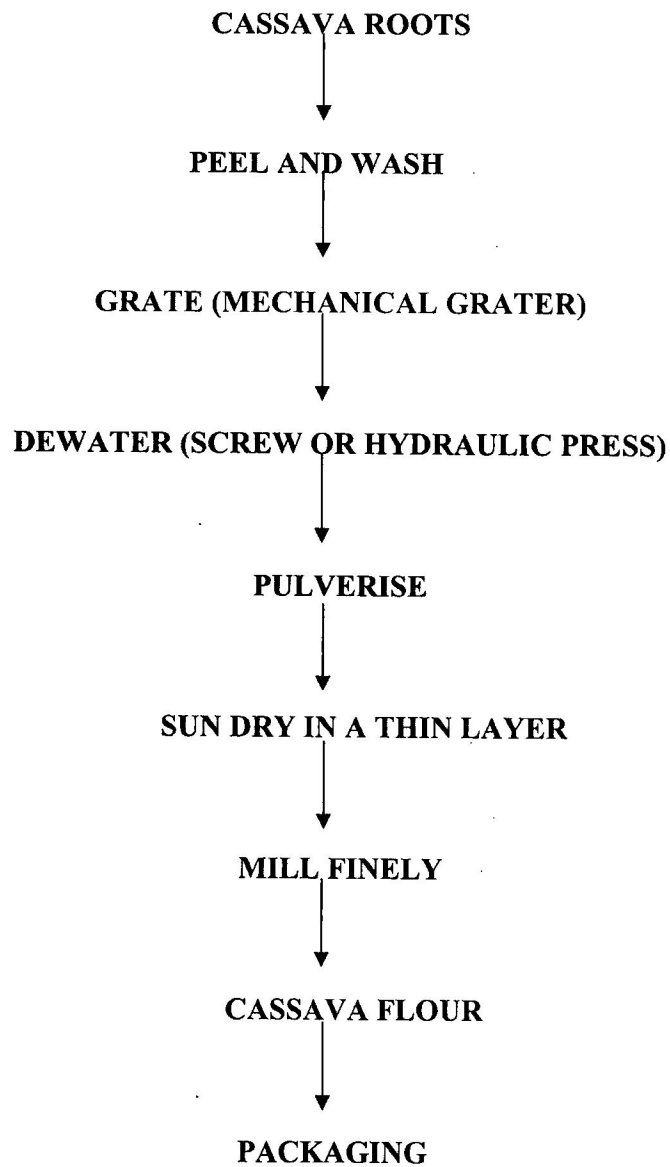 CASSAVA ROOTS
PEEL AND WASH
GRATE (MECHANICAL GRATER)
DEWATER (SCREW OR HYDRAULIC PRESS)
PULVERISE
SUN DRY IN A THIN LAYER
MILL FINELY
CASSAVA FLOUR
PACKAGING